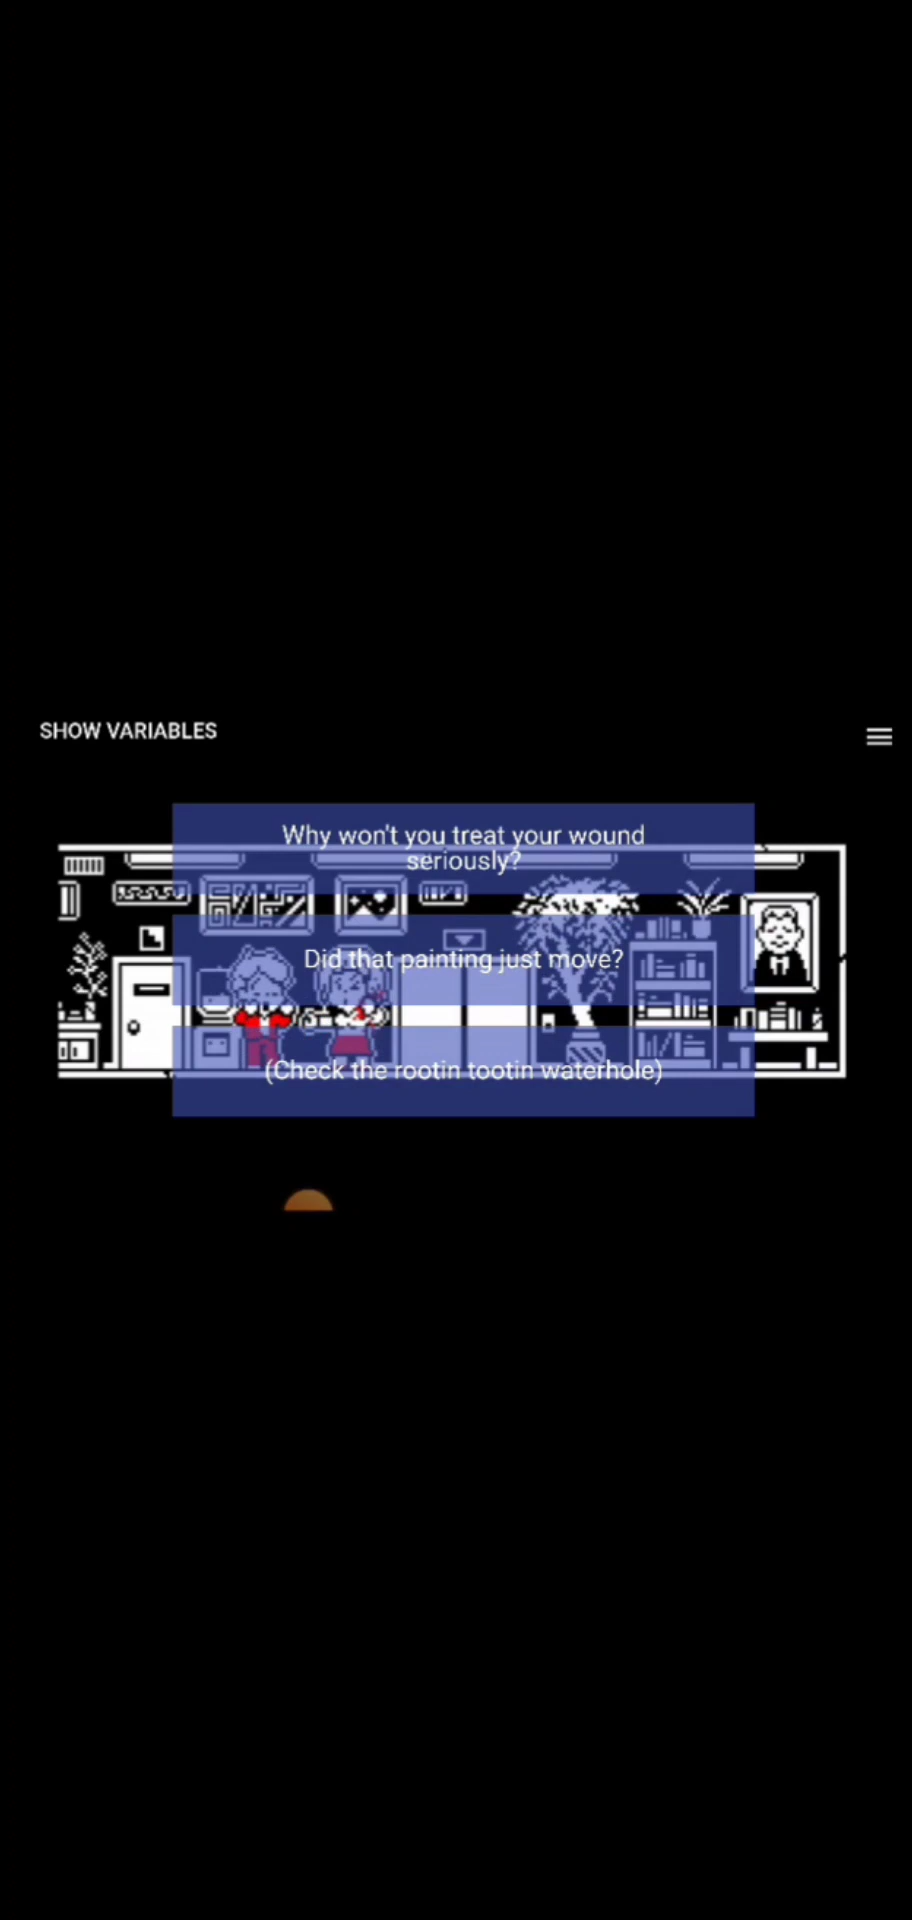 SHOW VARIABLES
Why won't you treat your wound
seriously?
Did that painting just move?
(Check the rootin tootin waterhole)